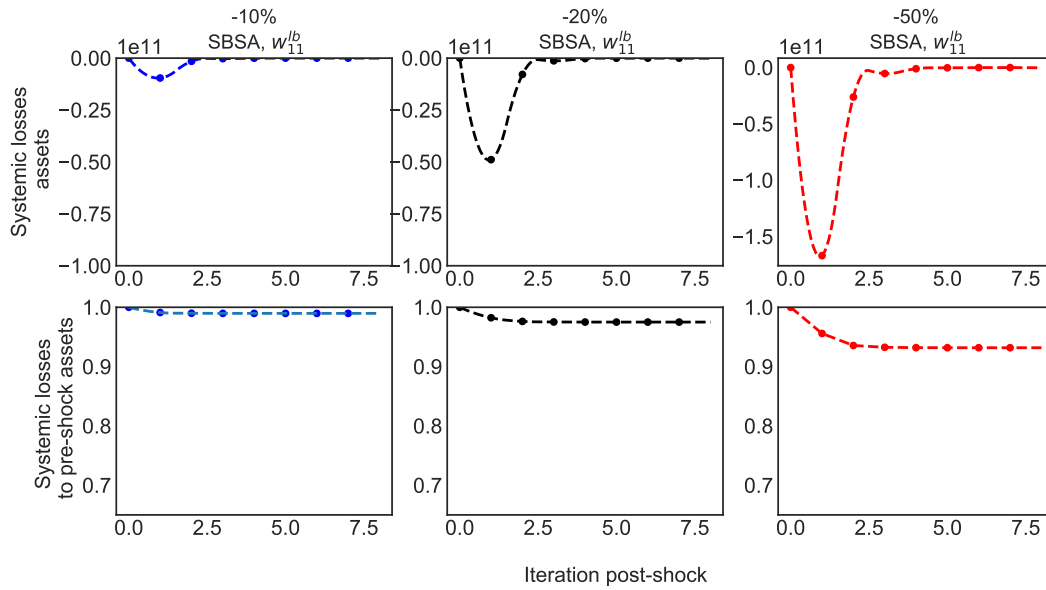 -10%
-20%
-50%
SBSA, w_{11}^{lb}
SBSA, w_{11}^{lb}
SBSA, w_{11}^{lb}
1e11
1e11
1e11
Systemic losses
assets
0.00
−0.25
−0.50
−0.75
−1.00
0.0 2.5 5.0 7.5
0.00
−0.25
−0.50
−0.75
−1.00
0.0 2.5 5.0 7.5
0.0
−0.5
−1.0
−1.5
0.0 2.5 5.0 7.5
Systemic losses
to pre-shock assets
1.0
0.9
0.8
0.7
0.0 2.5 5.0 7.5
1.0
0.9
0.8
0.7
0.0 2.5 5.0 7.5
1.0
0.9
0.8
0.7
0.0 2.5 5.0 7.5
Iteration post-shock